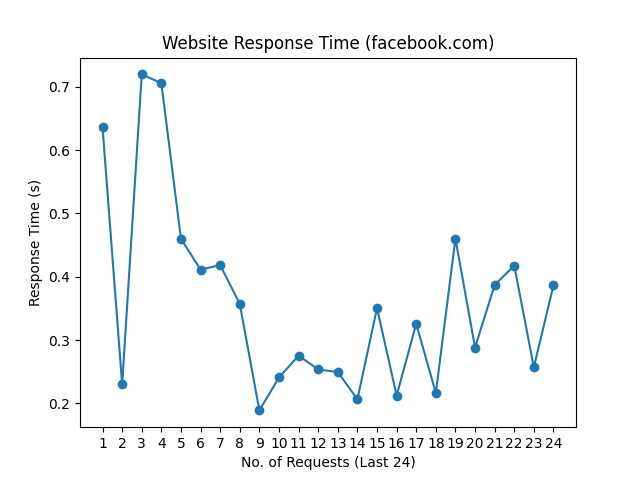 Website Response Time (facebook.com)
Response Time (s)
0.7
0.6
0.5
0.4
0.3
0.2
1 2 3 4 5 6 7 8 9 10 11 12 13 14 15 16 17 18 19 20 21 22 23 24
No. of Requests (Last 24)